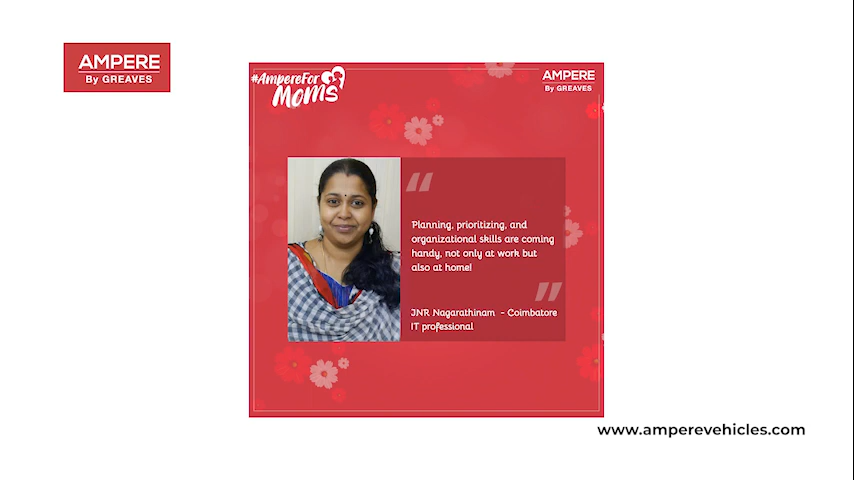 AMPERE
By GREAVES
#AmpereFor
MOMS
AMPERE
By GREAVES
Planning, prioritizing, and
organizational skills are coming
handy, not only at work but
also at home!
JNR Nagarathinam - Coimbatore
IT professional
www.amperevehicles.com